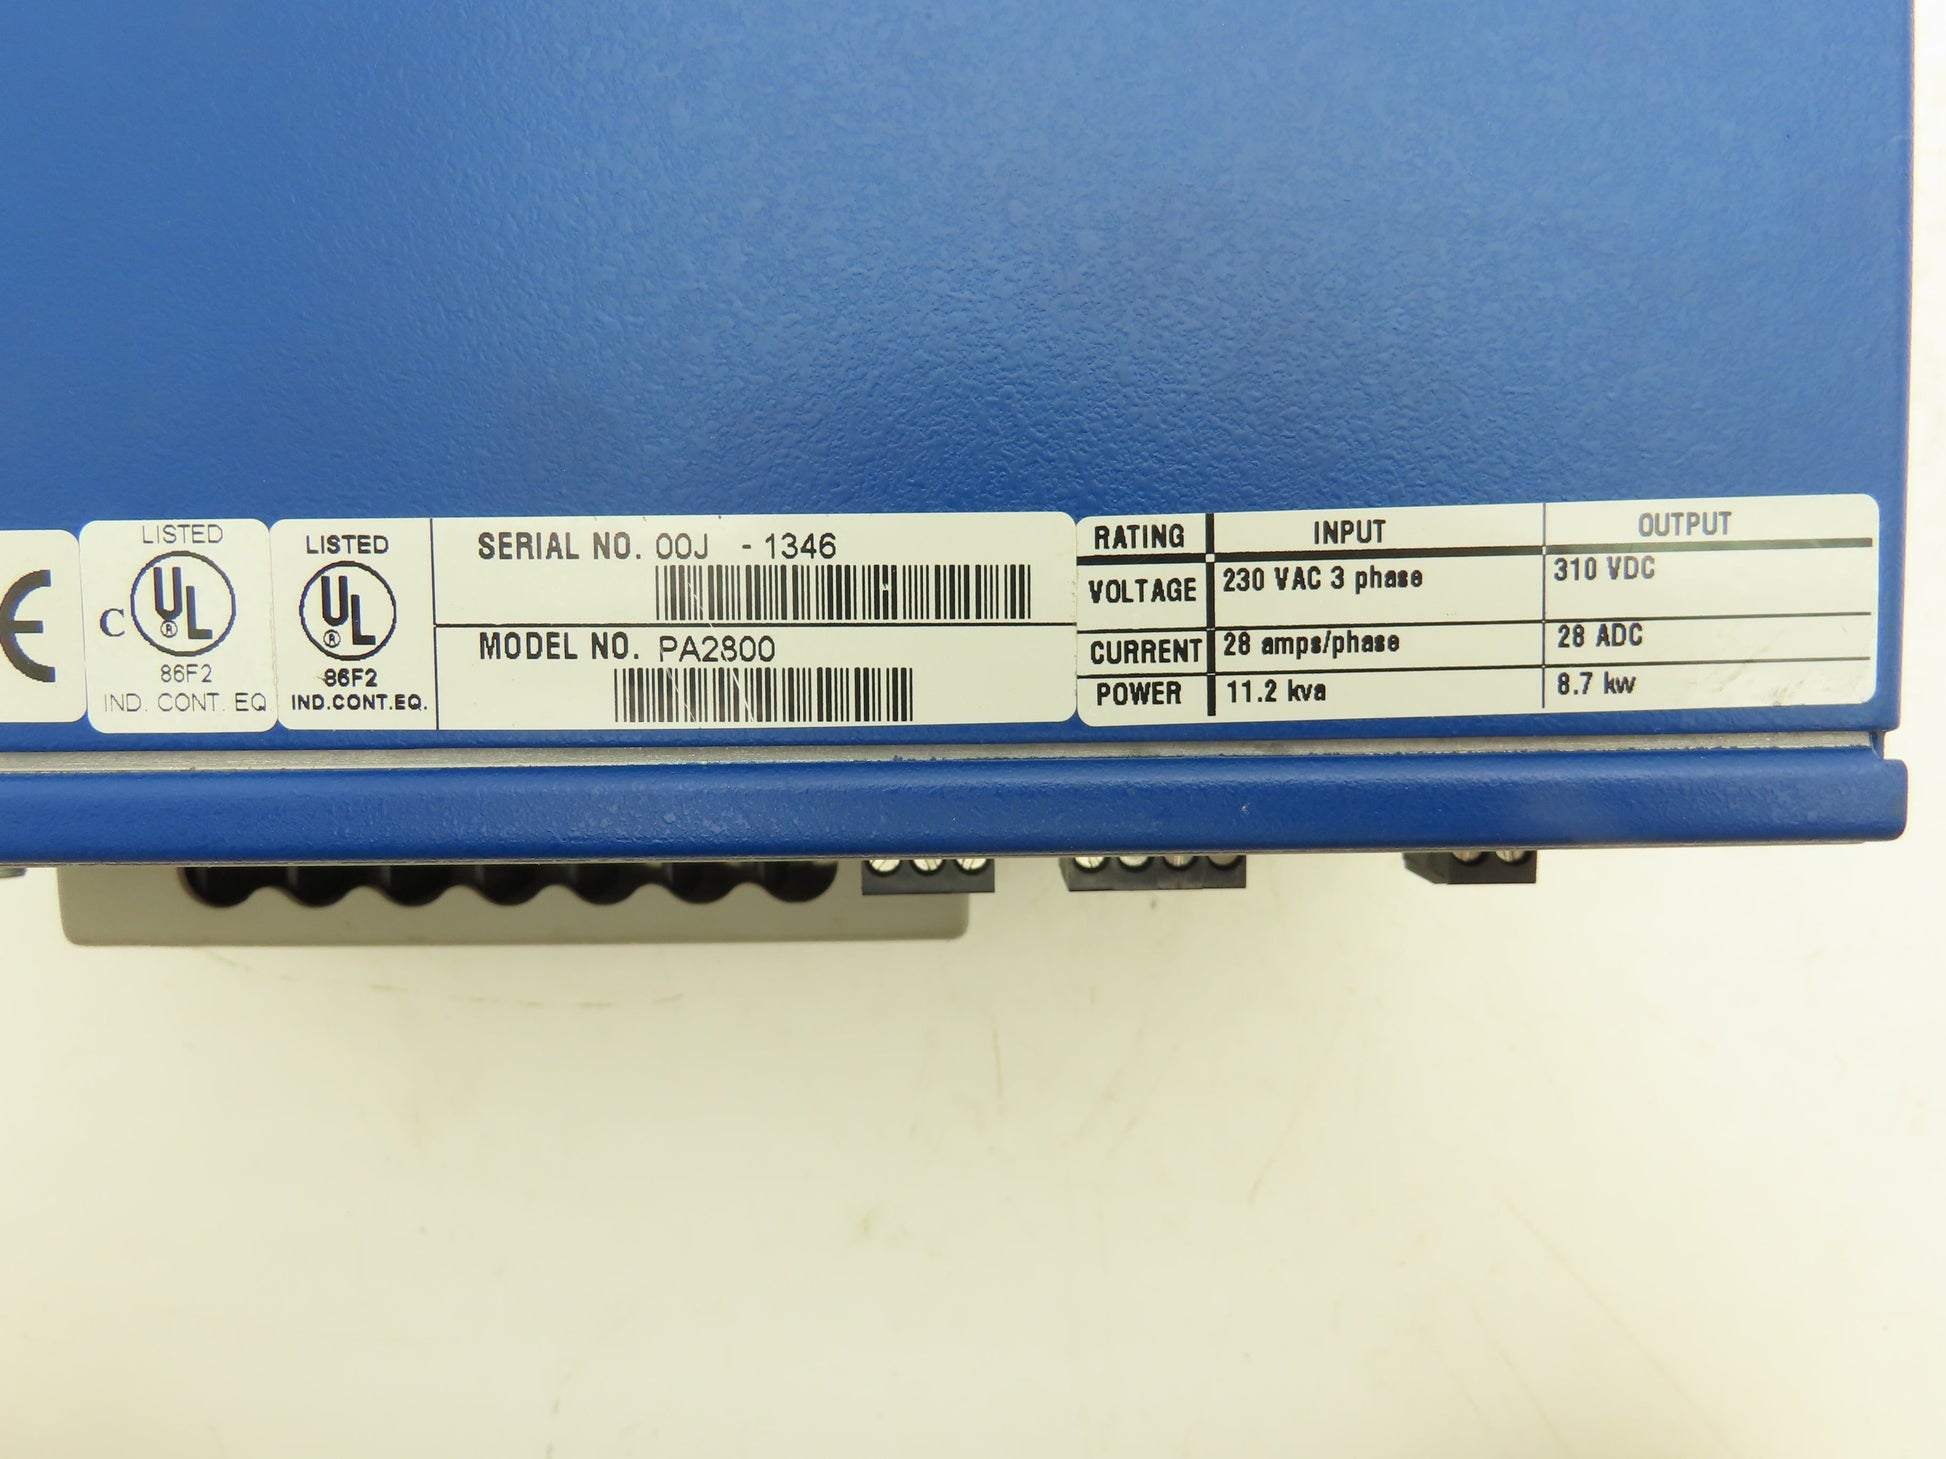 CE
LISTED
C UL ®
86F2
IND. CONT. EQ
LISTED
UL ®
86F2
IND.CONT.EQ.
SERIAL NO. 00J - 1346
MODEL NO. PA2800
RATING INPUT OUTPUT
VOLTAGE 230 VAC 3 phase 310 VDC
CURRENT 28 amps/phase 28 ADC
POWER 11.2 kva 8.7 kw